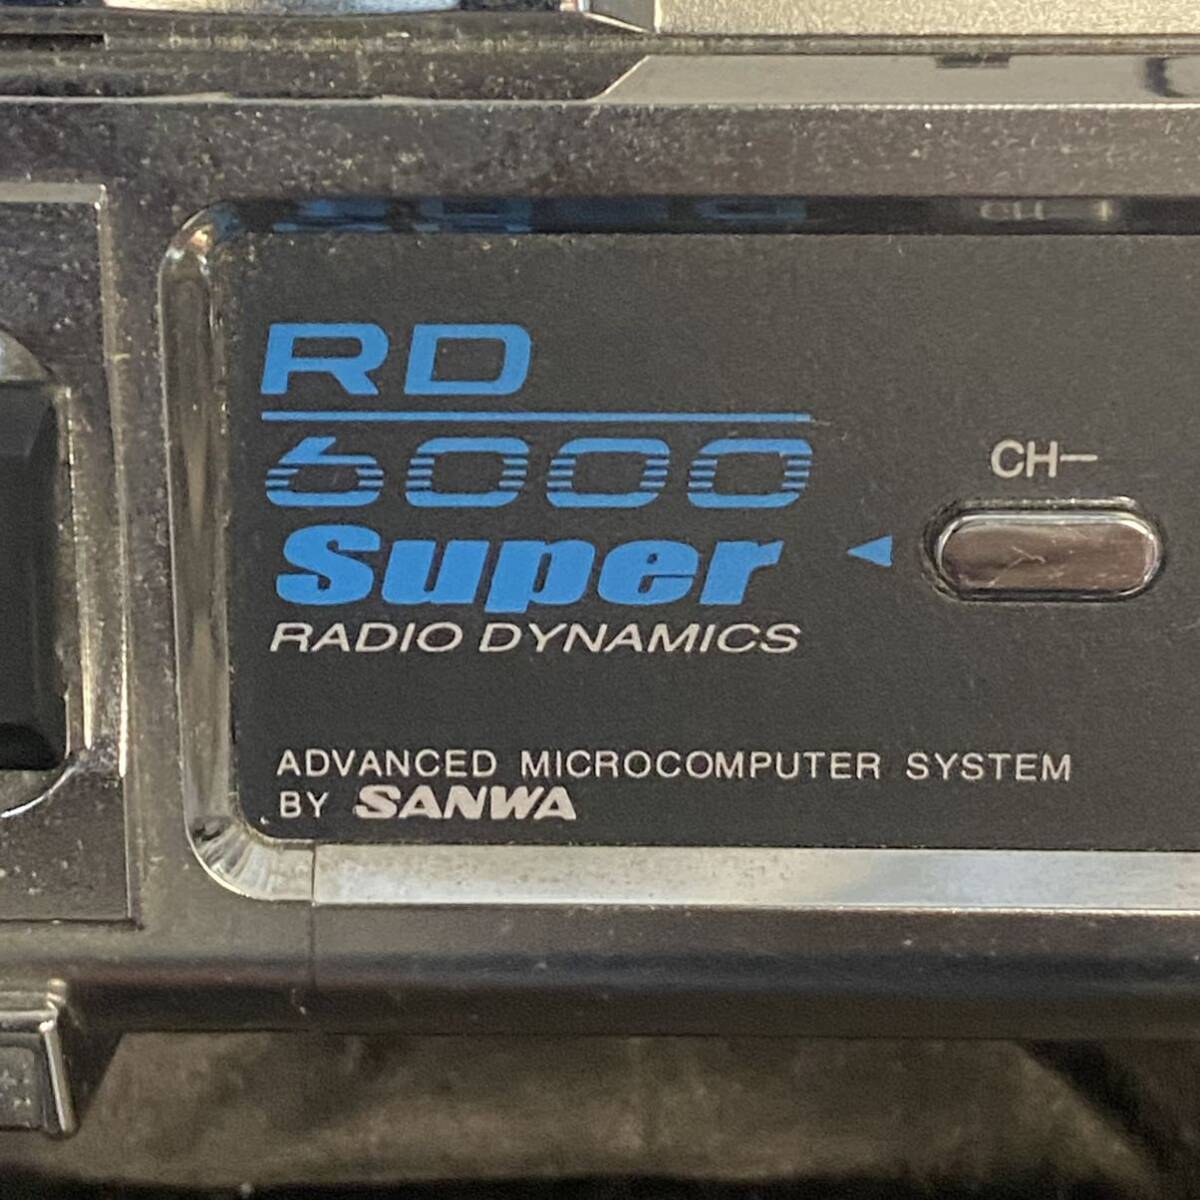 RD
6000
Super
RADIO DYNAMICS
CH−
ADVANCED MICROCOMPUTER SYSTEM
BY SANWA